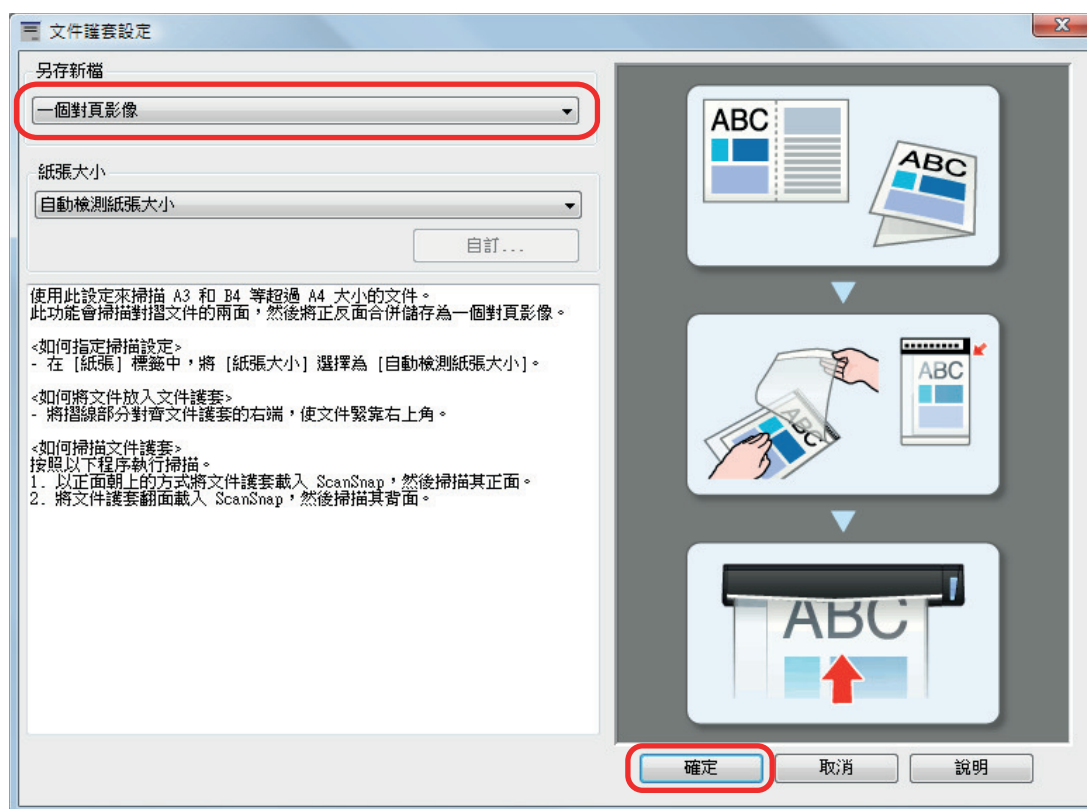 文件護套設定
另存新檔
一個對頁影像
紙張大小
自動檢測紙張大小
自訂...
使用此設定來掃描 A3 和 B4 等超過 A4 大小的文件。
此功能會掃描對摺文件的兩面，然後將正反面合併儲存為一個對頁影像。
<如何指定掃描設定>
- 在 [紙張] 標籤中，將 [紙張大小] 選擇為 [自動檢測紙張大小]。
<如何將文件放入文件護套>
- 將摺線部分對齊文件護套的右端，使文件緊靠右上角。
<如何掃描文件護套>
按照以下程序執行掃描。
1. 以正面朝上的方式將文件護套載入 ScanSnap，然後掃描其正面。
2. 將文件護套翻面載入 ScanSnap，然後掃描其背面。
ABC
ABC
ABC
ABC
ABC
確定
取消
說明